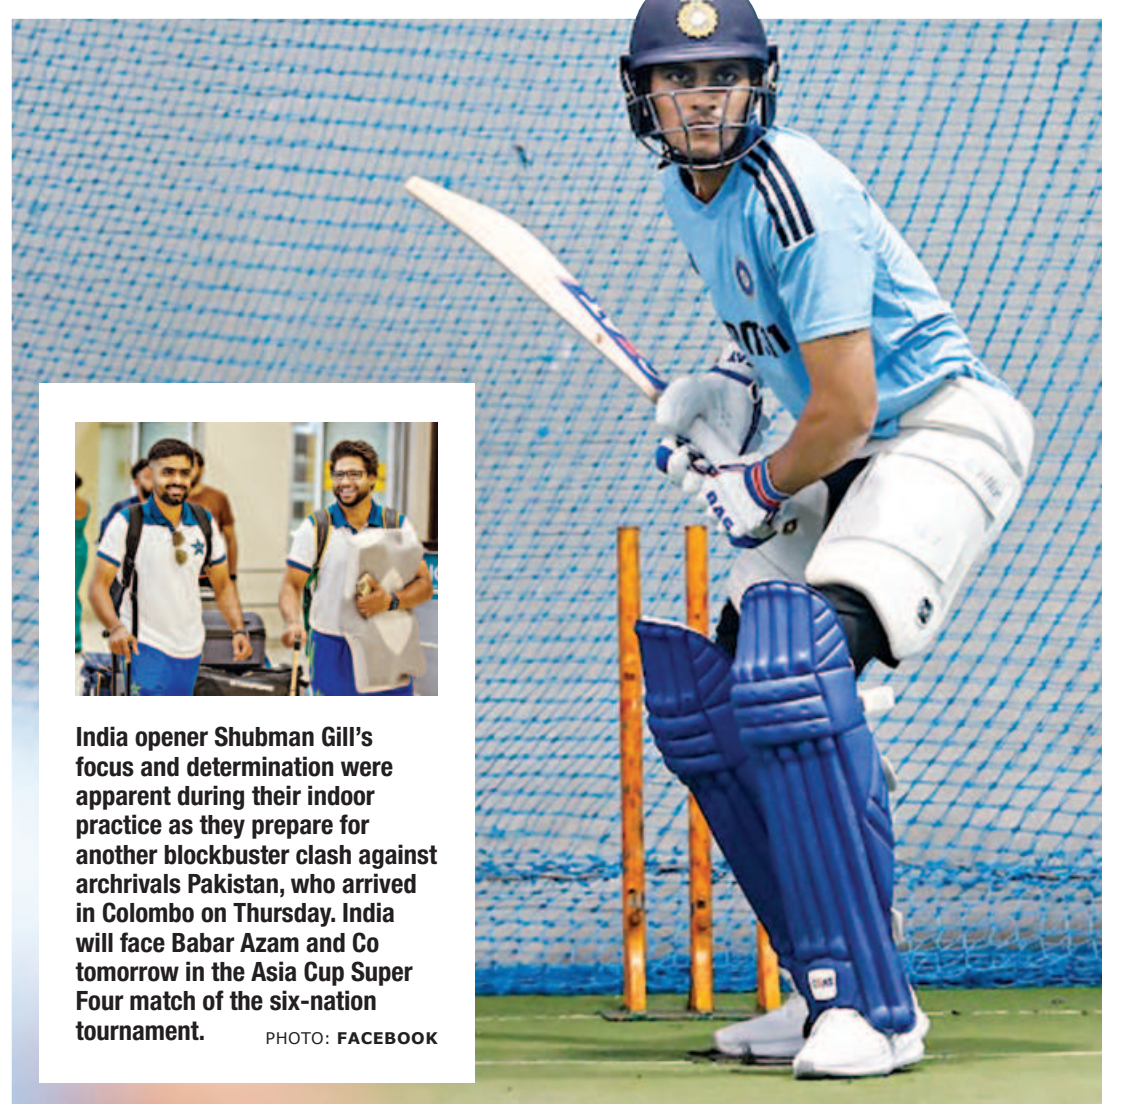 India opener Shubman Gill’s
focus and determination were
apparent during their indoor
practice as they prepare for
another blockbuster clash against
archrivals Pakistan, who arrived
in Colombo on Thursday. India
will face Babar Azam and Co
tomorrow in the Asia Cup Super
Four match of the six-nation
tournament.
PHOTO: FACEBOOK